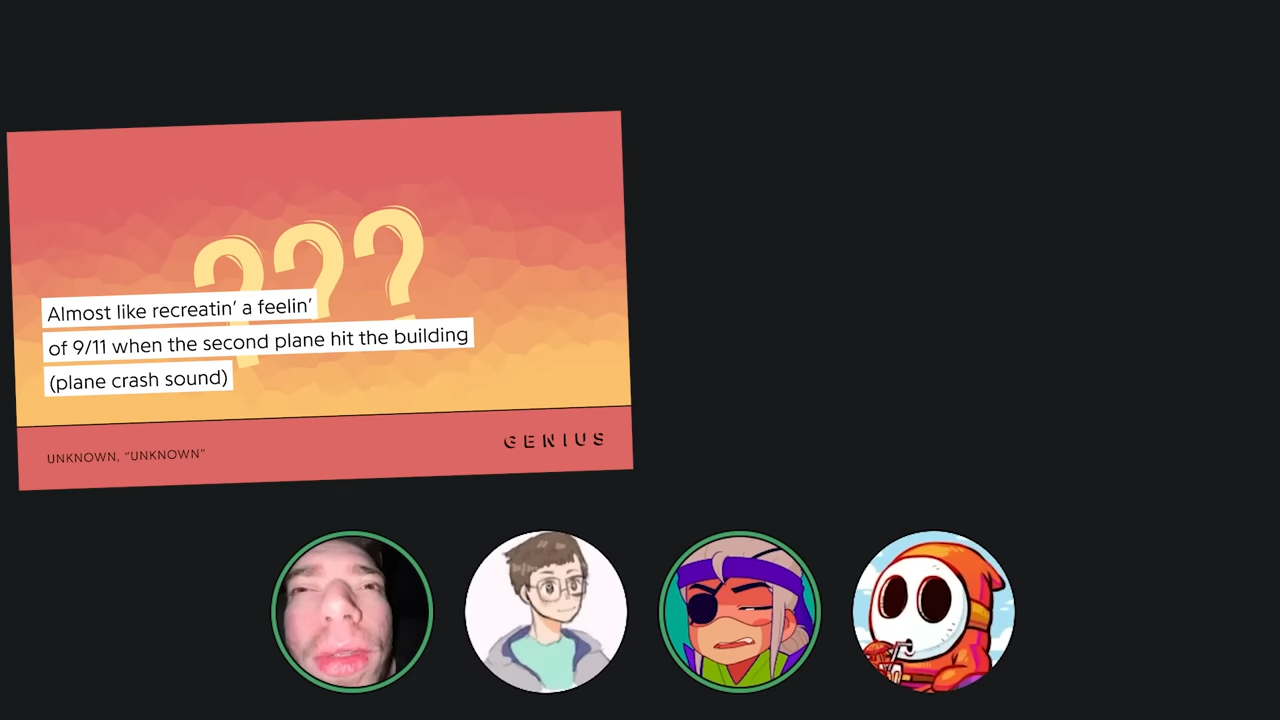 ???
Almost like recreatin’ a feelin’
of 9/11 when the second plane hit the building
(plane crash sound)
UNKNOWN, “UNKNOWN”
GENIUS